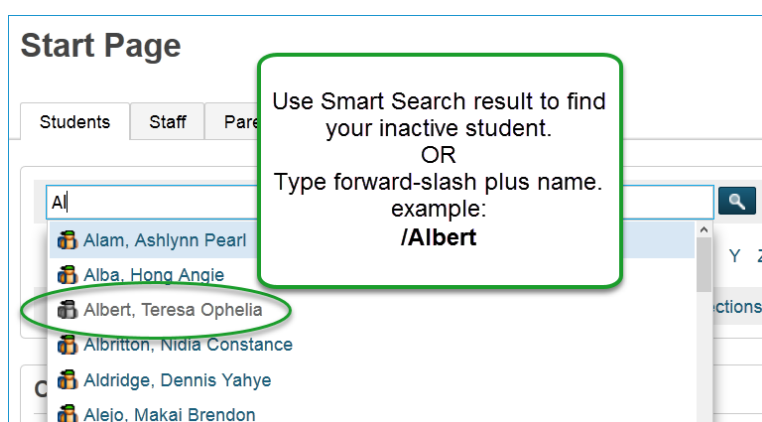 Start Page
Use Smart Search result to find
your inactive student.
OR
Type forward-slash plus name.
example:
/Albert
Students Staff Pare
Al
Alam, Ashlynn Pearl
Alba, Hong Angie
Y Z
Albert, Teresa Ophelia
ctions
Albritton, Nidia Constance
Aldridge, Dennis Yahye
C
Alejo, Makai Brendon